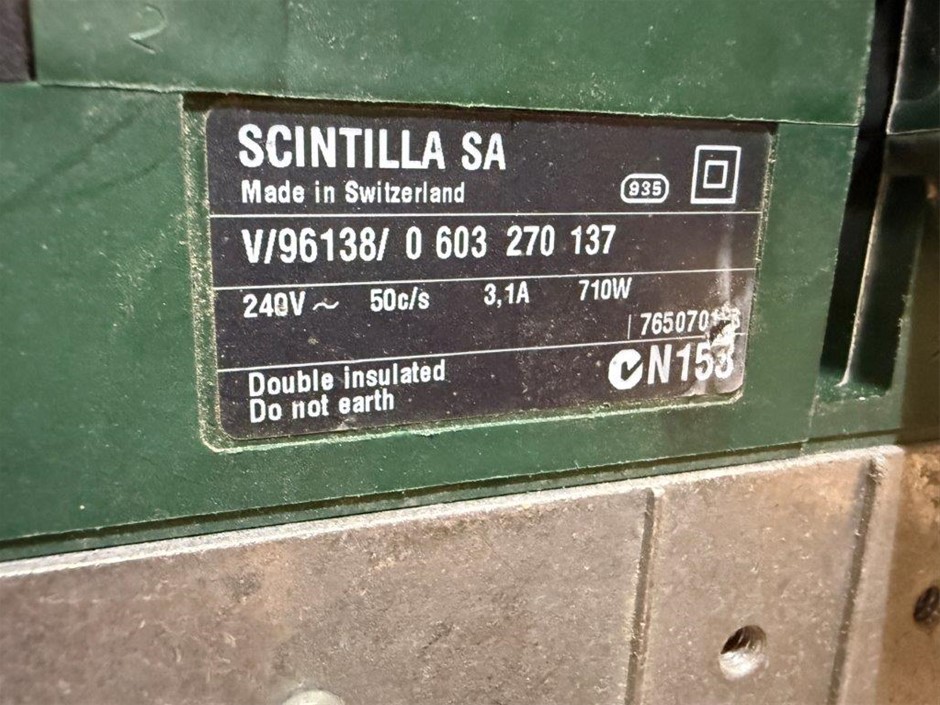 2
SCINTILLA SA
Made in Switzerland
935
V/96138/ 0 603 270 137
240V ~ 50c/s 3,1A 710W
Double insulated
Do not earth
N153